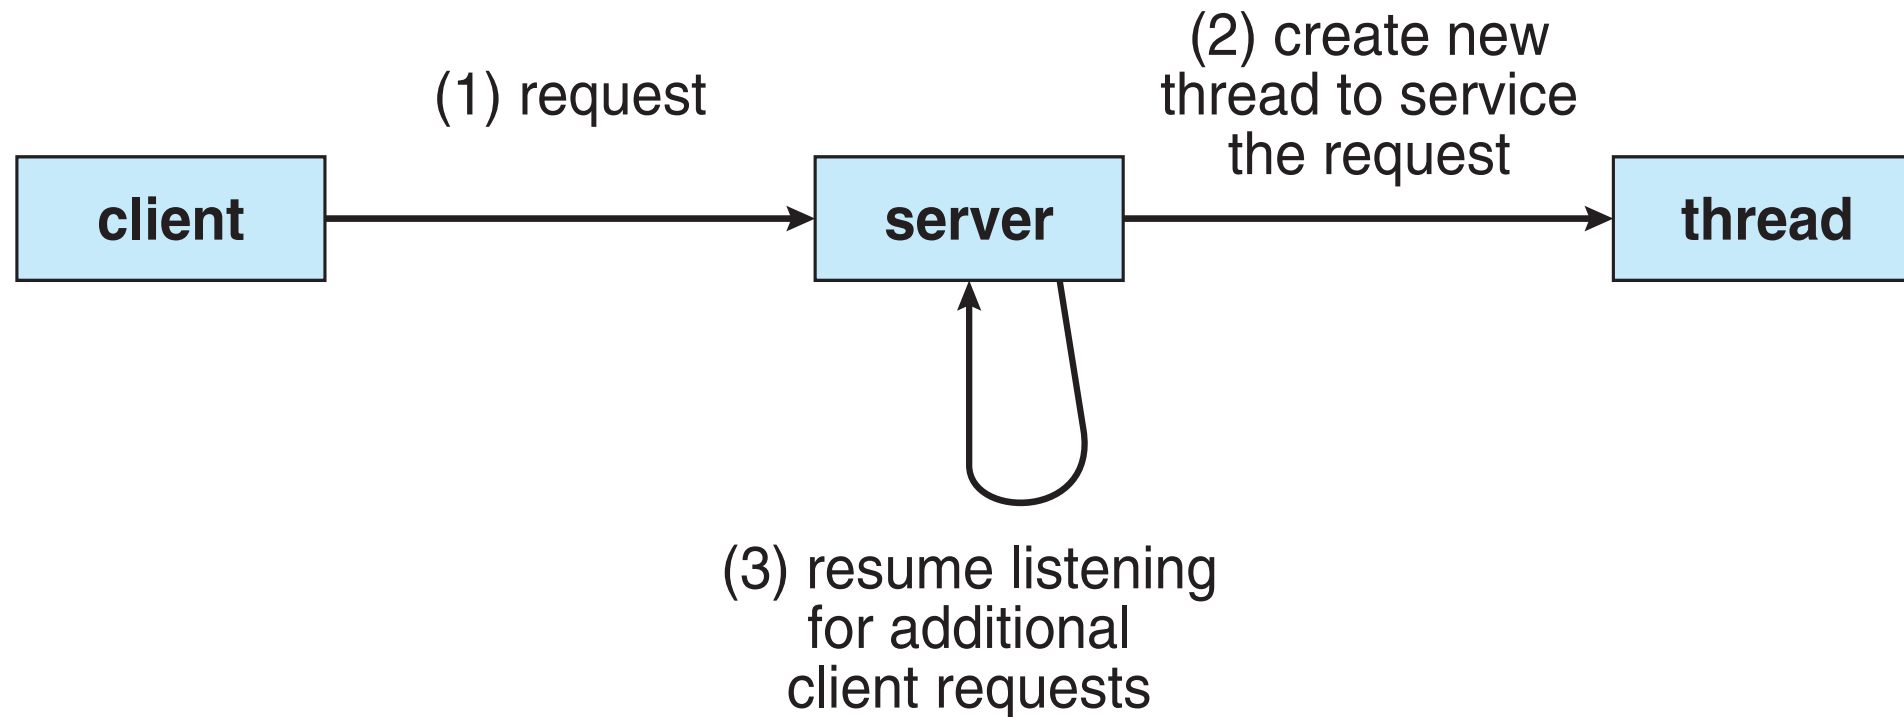 (1) request
(2) create new
thread to service
the request
client
server
thread
(3) resume listening
for additional
client requests